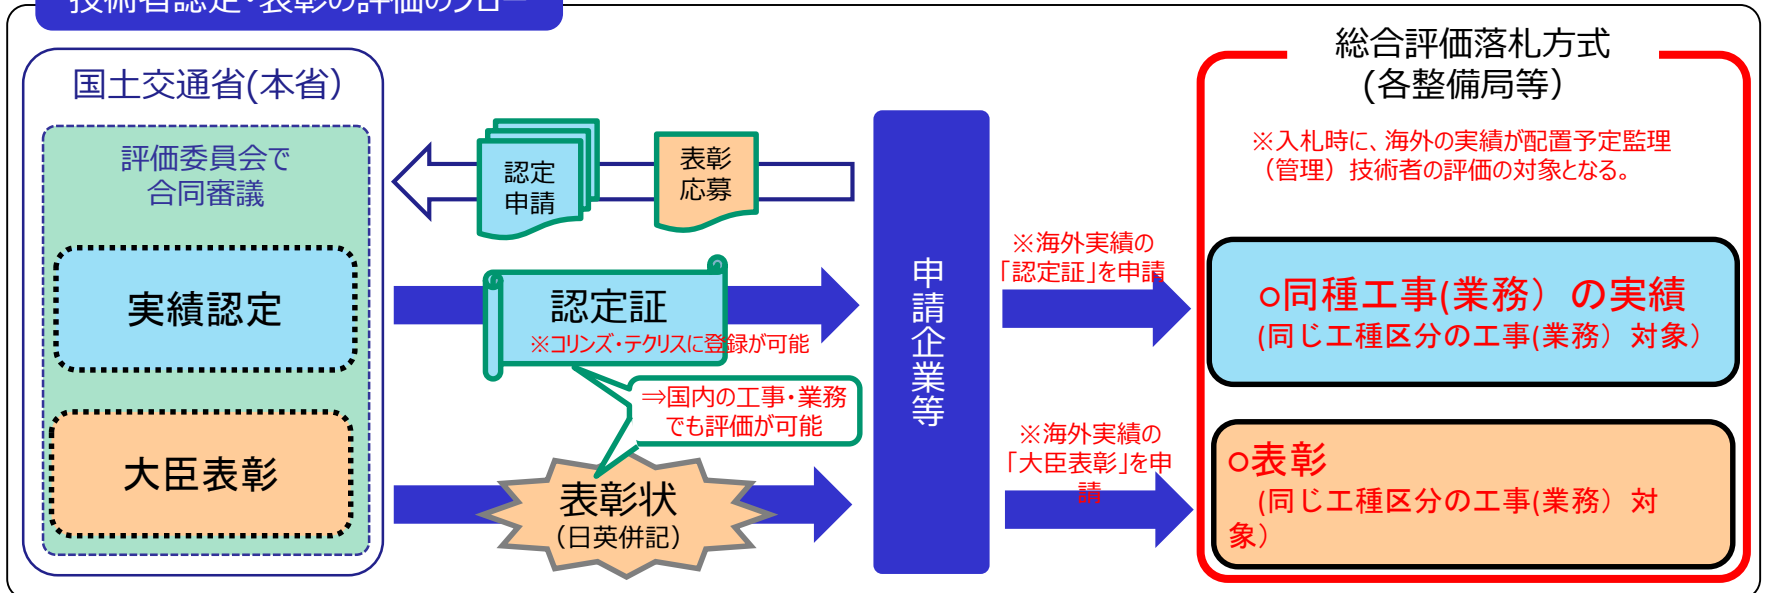 技術者認定・表彰の評価のフロー
国土交通省(本省）
評価委員会で
合同審議
実績認定
大臣表彰
認定
申請
表彰
応募
認定証
※コリンズ・テクリスに登録が可能
⇒国内の工事・業務
でも評価が可能
表彰状
（日英併記）
申請企業等
※海外実績の
「認定証」を申請
※海外実績の
「大臣表彰」を申
請
総合評価落札方式
(各整備局等）
※入札時に、海外の実績が配置予定監理
（管理）技術者の評価の対象となる。
○同種工事(業務）の実績
(同じ工種区分の工事(業務）対象）
○表彰
(同じ工種区分の工事(業務）対
象）